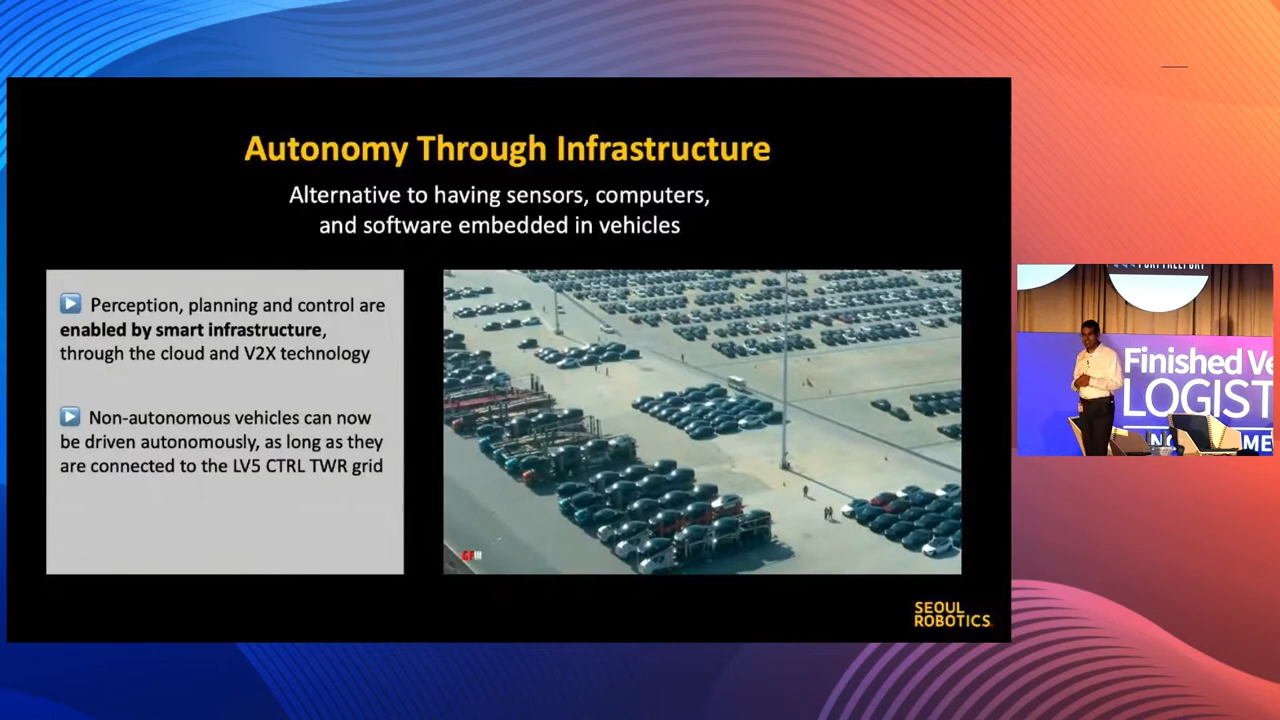 Autonomy Through Infrastructure
Alternative to having sensors, computers,
and software embedded in vehicles
Perception, planning and control are
enabled by smart infrastructure,
through the cloud and V2X technology
Non-autonomous vehicles can now
be driven autonomously, as long as they
are connected to the LV5 CTRL TWR grid
SEOUL
ROBOTICS
Finished Ve
LOGIST